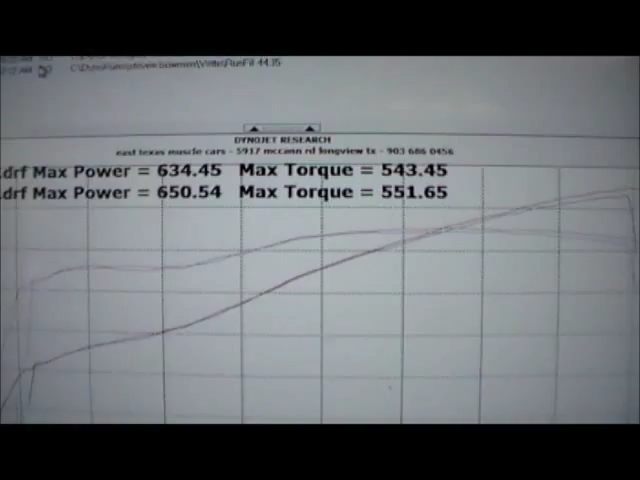 DYNOJET RESEARCH
east texas muscle cars - 5917 mccann rd longview tx - 903 686 0456
.drf Max Power = 634.45 Max Torque = 543.45
.drf Max Power = 650.54 Max Torque = 551.65